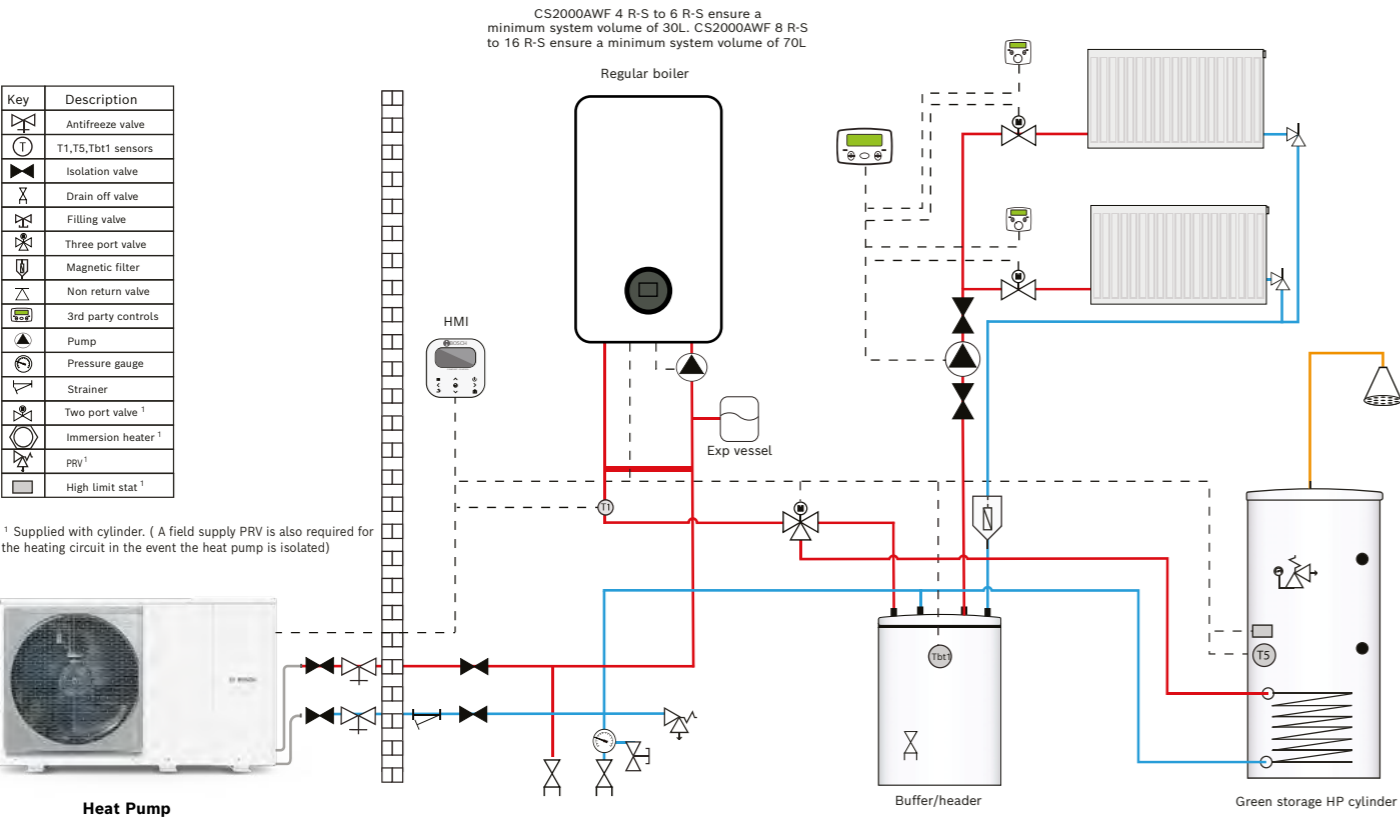 CS2000AWF 4 R-S to 6 R-S ensure a
minimum system volume of 30L. CS2000AWF 8 R-S
to 16 R-S ensure a minimum system volume of 70L
Regular boiler
Key Description
Antifreeze valve
T T1,T5,Tbt1 sensors
Isolation valve
Drain off valve
Filling valve
Three port valve
Magnetic filter
Non return valve
3rd party controls
Pump
Pressure gauge
Strainer
Two port valve 1
Immersion heater 1
PRV 1
High limit stat 1
1 Supplied with cylinder. ( A field supply PRV is also required for
the heating circuit in the event the heat pump is isolated)
HMI
BOSCH
M
M
Exp vessel
T1
M
Tbt1
T5
BOSCH
Heat Pump
Buffer/header
Green storage HP cylinder